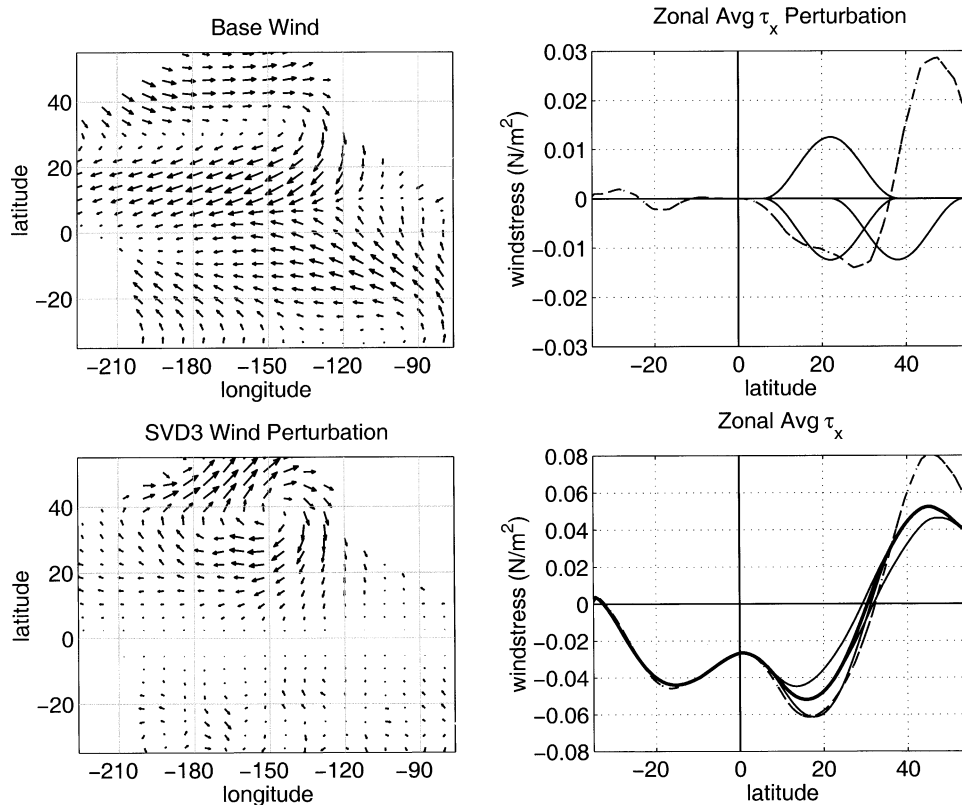 Base Wind
latitude
40
20
0
−20
−210 −180 −150 −120 −90
longitude
Zonal Avg τx Perturbation
windstress (N/m²)
0.03
0.02
0.01
0
−0.01
−0.02
−0.03
−20 0 20 40
latitude
SVD3 Wind Perturbation
latitude
40
20
0
−20
−210 −180 −150 −120 −90
longitude
Zonal Avg τx
windstress (N/m²)
0.08
0.06
0.04
0.02
0
−0.02
−0.04
−0.06
−0.08
−20 0 20 40
latitude